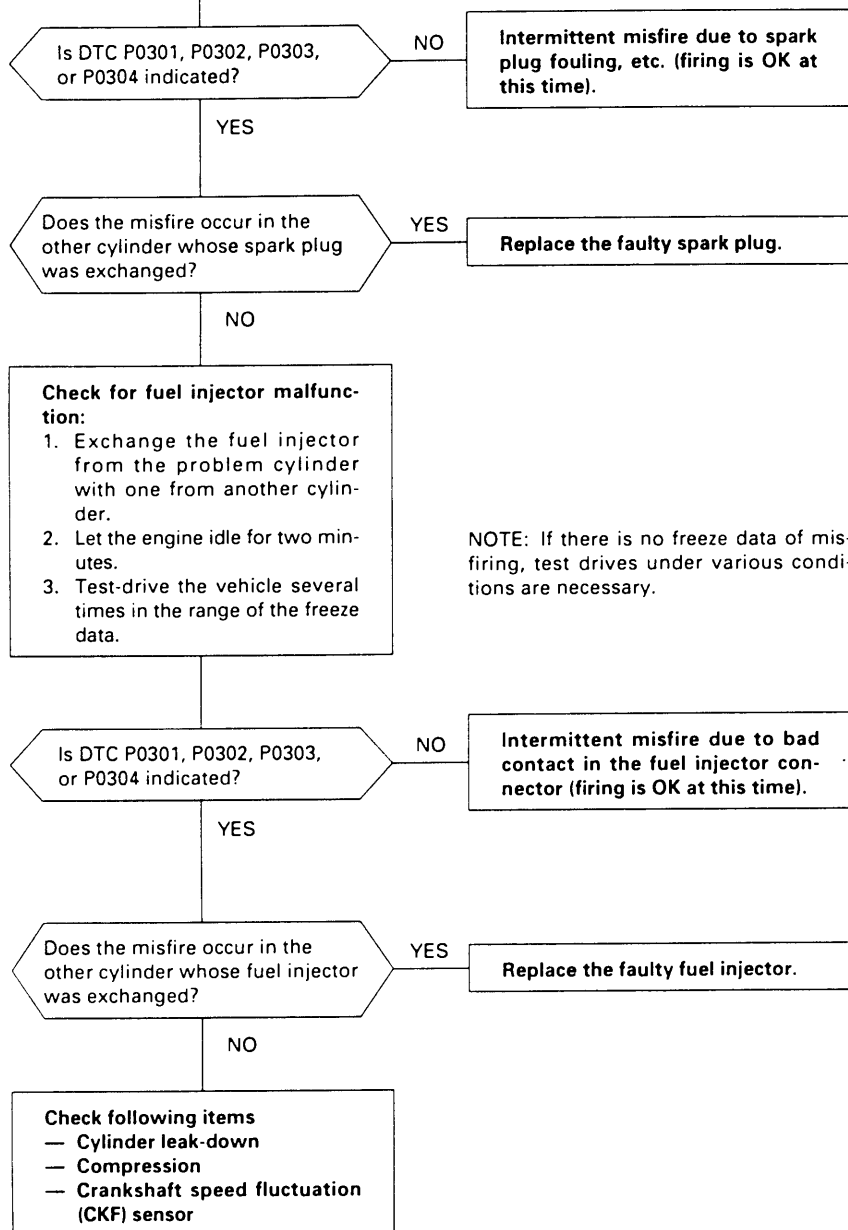 Is DTC P0301, P0302, P0303,
or P0304 indicated?
NO
Intermittent misfire due to spark
plug fouling, etc. (firing is OK at
this time).
YES
Does the misfire occur in the
other cylinder whose spark plug
was exchanged?
YES
Replace the faulty spark plug.
NO
Check for fuel injector malfunc-
tion:
1. Exchange the fuel injector
from the problem cylinder
with one from another cylin-
der.
2. Let the engine idle for two min-
utes.
3. Test-drive the vehicle several
times in the range of the freeze
data.
NOTE: If there is no freeze data of mis-
firing, test drives under various condi-
tions are necessary.
Is DTC P0301, P0302, P0303,
or P0304 indicated?
NO
Intermittent misfire due to bad
contact in the fuel injector con-
nector (firing is OK at this time).
YES
Does the misfire occur in the
other cylinder whose fuel injector
was exchanged?
YES
Replace the faulty fuel injector.
NO
Check following items
— Cylinder leak-down
— Compression
— Crankshaft speed fluctuation
(CKF) sensor